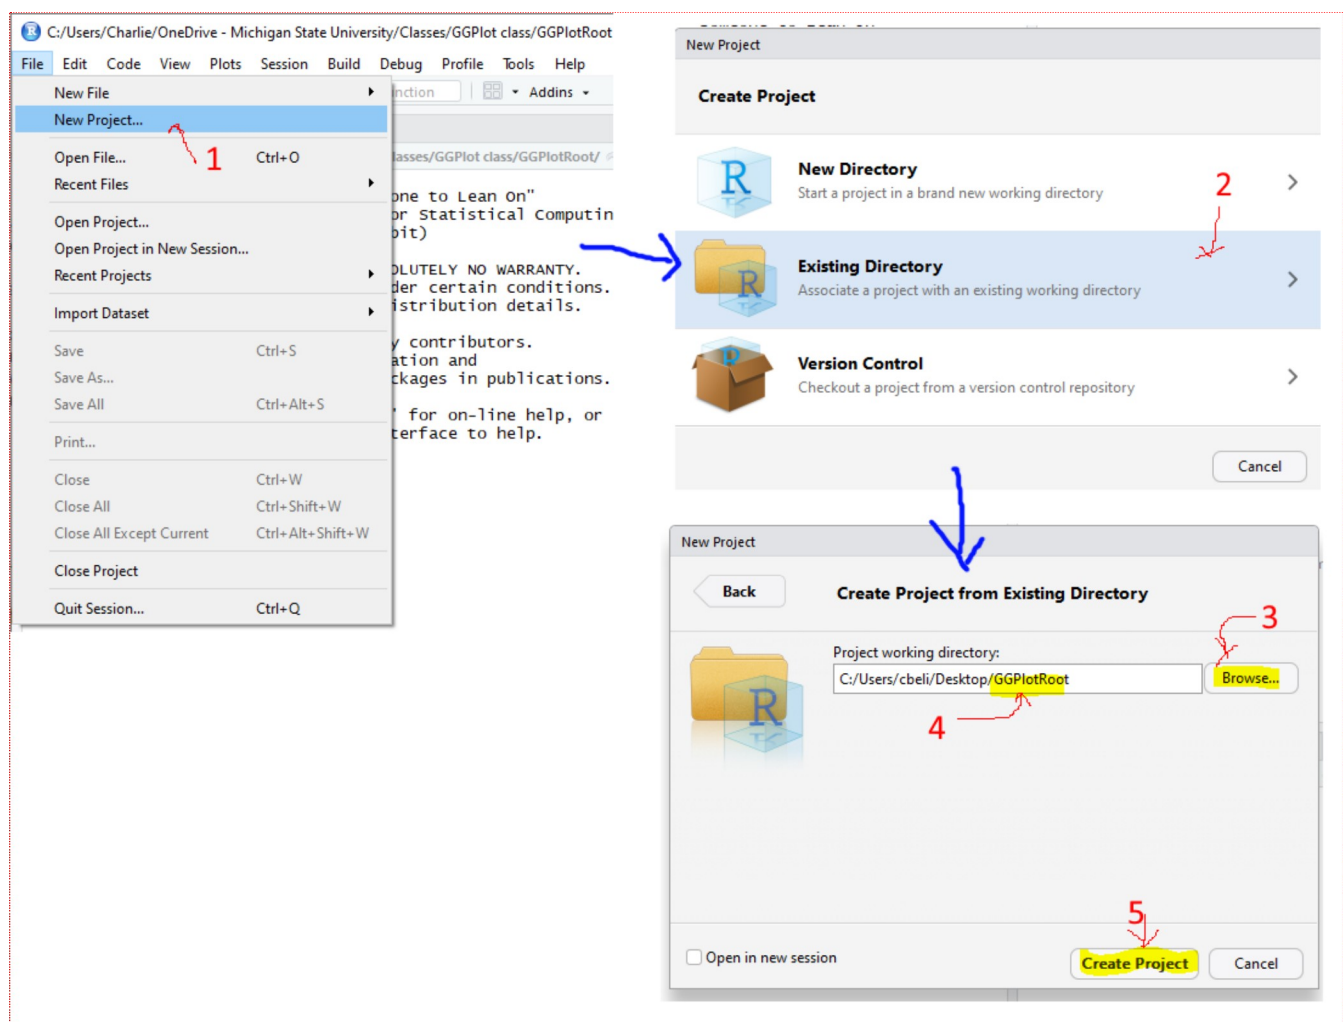 C:/Users/Charlie/OneDrive - Michigan State University/Classes/GGPlot class/GGPlotRoot
File Edit Code View Plots Session Build Debug Profile Tools Help
New File
Addins
New Project...
1
Open File... Ctrl+O
lasses/GGPlot class/GGPlotRoot/
Recent Files
one to Lean On"
or Statistical Computin
Open Project...
bit)
Open Project in New Session...
OLUTELY NO WARRANTY.
Recent Projects
der certain conditions.
istribution details.
Import Dataset
y contributors.
Save Ctrl+S
ation and
Save As...
ckages in publications.
Save All Ctrl+Alt+S
' for on-line help, or
terface to help.
Print...
Close Ctrl+W
Close All Ctrl+Shift+W
Close All Except Current Ctrl+Alt+Shift+W
Close Project
Quit Session... Ctrl+Q
New Project
Create Project
R
New Directory
Start a project in a brand new working directory
2
R
Existing Directory
Associate a project with an existing working directory
Version Control
Checkout a project from a version control repository
Cancel
New Project
Back
Create Project from Existing Directory
3
Project working directory:
C:/Users/cbeli/Desktop/GGPlotRoot
Browse...
R
4
5
Open in new session
Create Project
Cancel